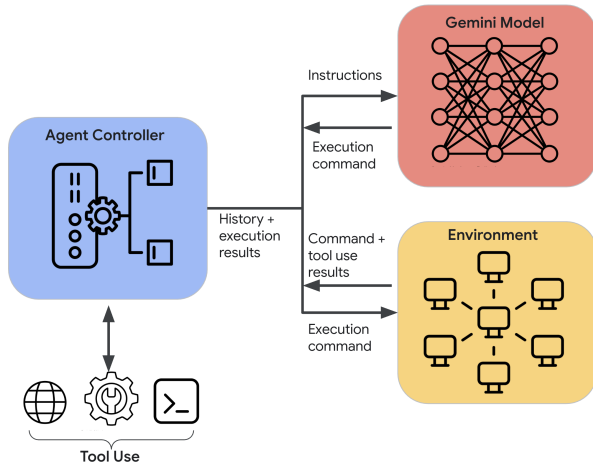 Gemini Model
Instructions
Execution
command
Agent Controller
History +
execution
results
Command +
tool use
results
Execution
command
Environment
Tool Use